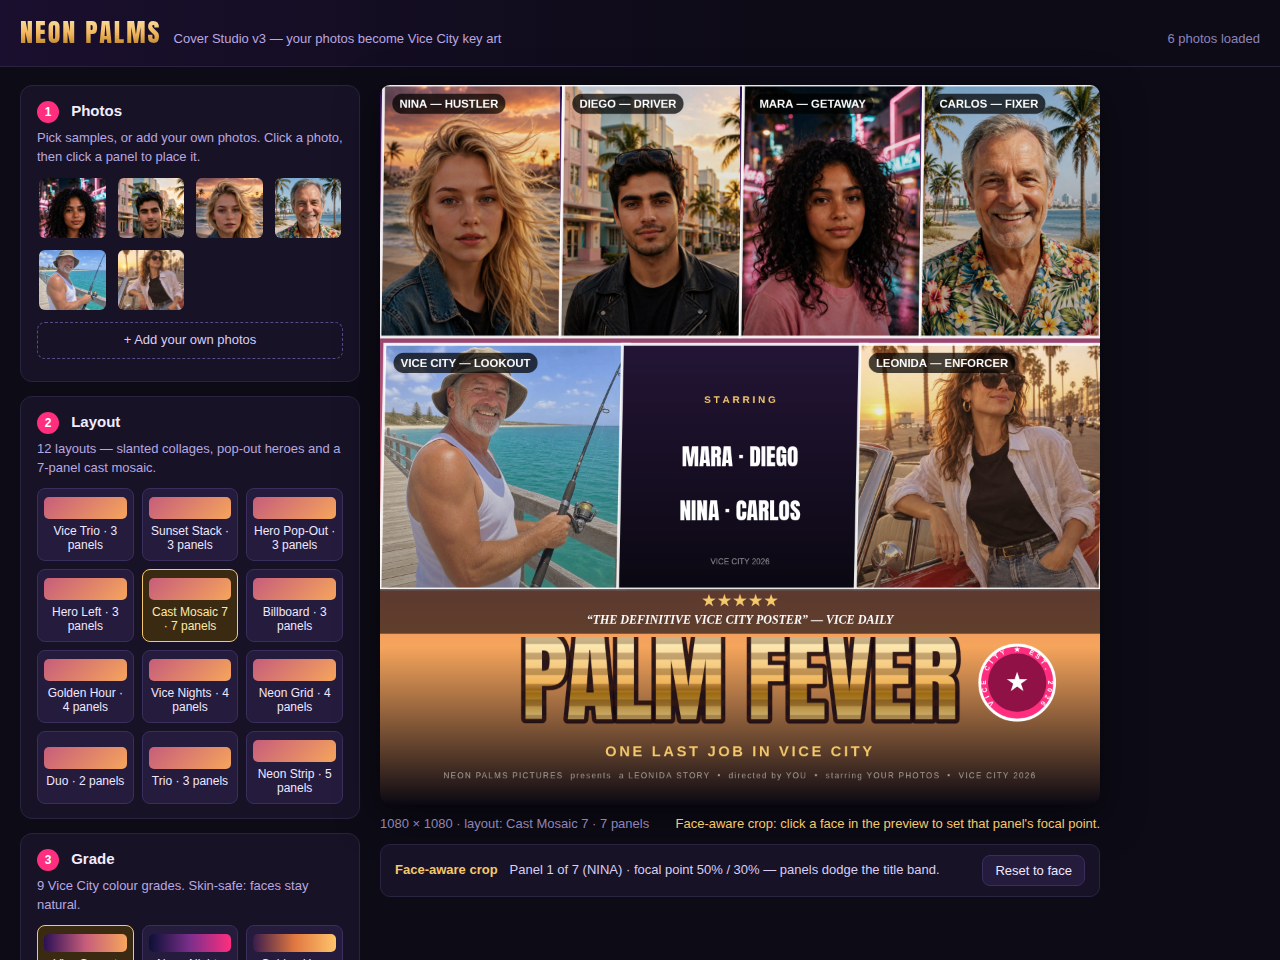 NEON PALMS
Cover Studio v3 — your photos become Vice City key art
6 photos loaded
1 Photos
Pick samples, or add your own photos. Click a photo,
then click a panel to place it.
+ Add your own photos
2 Layout
12 layouts — slanted collages, pop-out heroes and a
7-panel cast mosaic.
Vice Trio · 3
panels
Sunset Stack ·
3 panels
Hero Pop-Out ·
3 panels
Hero Left · 3
panels
Cast Mosaic 7
· 7 panels
Billboard · 3
panels
Golden Hour ·
4 panels
Vice Nights · 4
panels
Neon Grid · 4
panels
Duo · 2 panels
Trio · 3 panels
Neon Strip · 5
panels
3 Grade
9 Vice City colour grades. Skin-safe: faces stay
natural.
NINA — HUSTLER
DIEGO — DRIVER
MARA — GETAWAY
CARLOS — FIXER
VICE CITY — LOOKOUT
STARRING
MARA · DIEGO
NINA · CARLOS
VICE CITY 2026
LEONIDA — ENFORCER
★★★★★
“THE DEFINITIVE VICE CITY POSTER” — VICE DAILY
PALM FEVER
VICE CITY ★ EST. 2026
★
ONE LAST JOB IN VICE CITY
NEON PALMS PICTURES presents a LEONIDA STORY • directed by YOU • starring YOUR PHOTOS • VICE CITY 2026
1080 × 1080 · layout: Cast Mosaic 7 · 7 panels
Face-aware crop: click a face in the preview to set that panel's focal point.
Face-aware crop Panel 1 of 7 (NINA) · focal point 50% / 30% — panels dodge the title band.
Reset to face